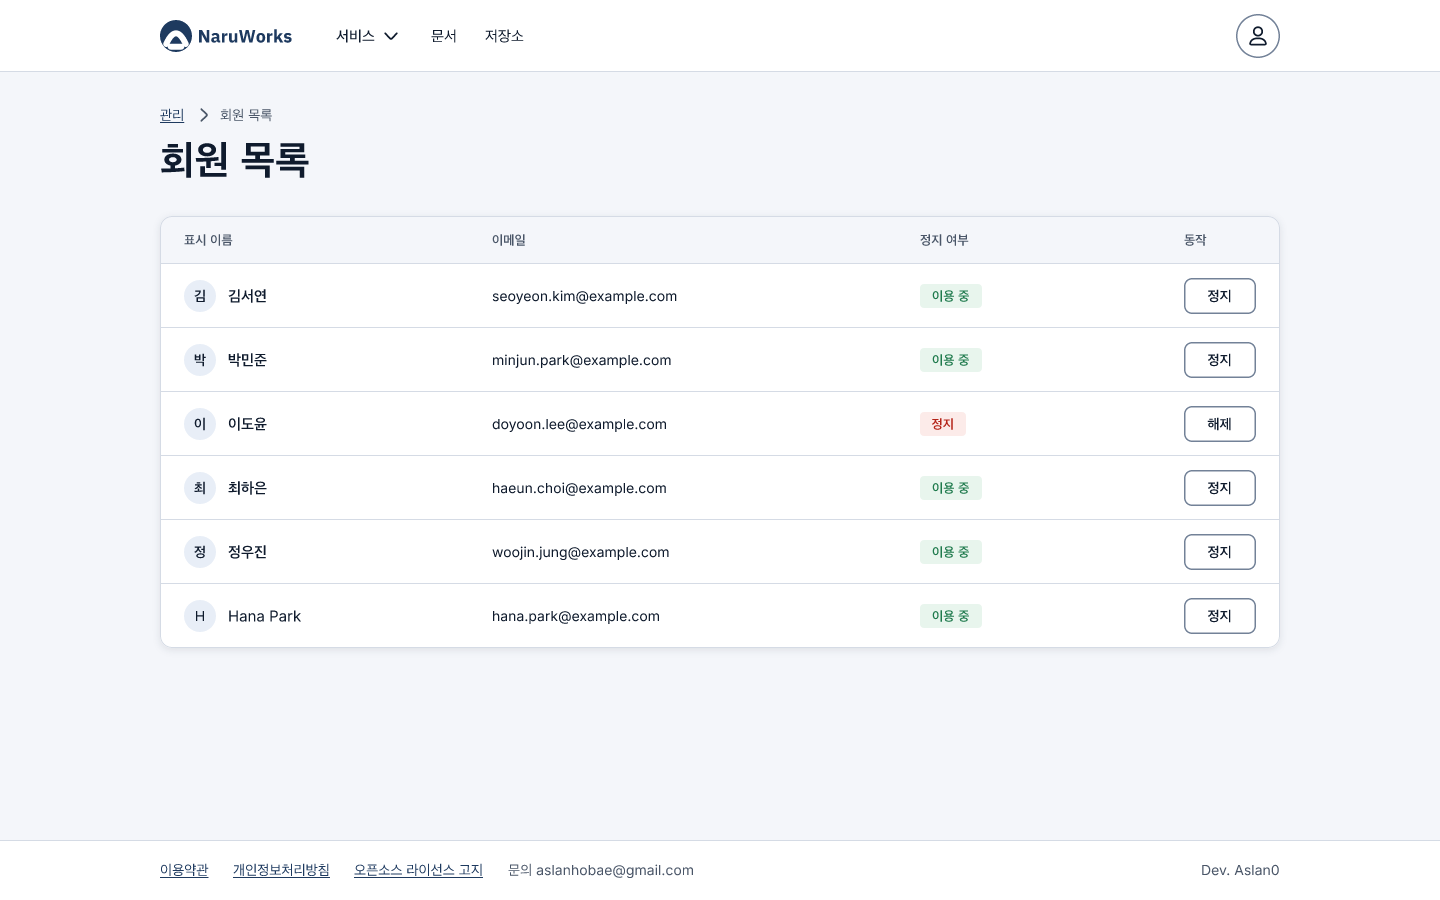 NaruWorks 서비스 문서 저장소
관리 회원 목록
회원 목록
표시 이름 이메일 정지 여부 동작
김 김서연 seoyeon.kim@example.com 이용 중 정지
박 박민준 minjun.park@example.com 이용 중 정지
이 이도윤 doyoon.lee@example.com 정지 해제
최 최하은 haeun.choi@example.com 이용 중 정지
정 정우진 woojin.jung@example.com 이용 중 정지
H Hana Park hana.park@example.com 이용 중 정지
이용약관 개인정보처리방침 오픈소스 라이선스 고지 문의 aslanhobae@gmail.com Dev. Aslan0